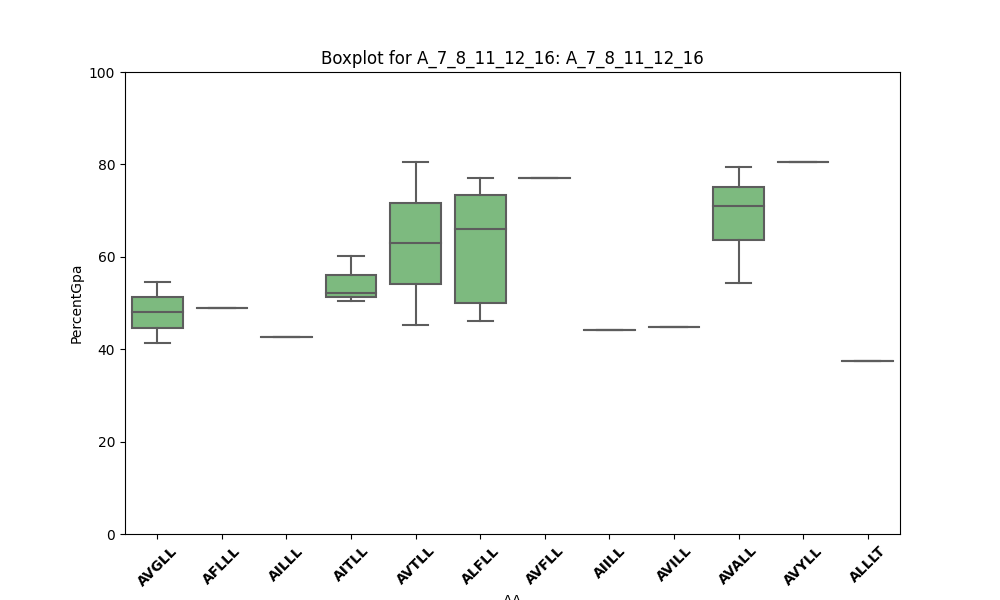 Boxplot for A_7_8_11_12_16: A_7_8_11_12_16
100
80
60
40
20
0
PercentGpa
AVGLL
AFLLL
AILLL
AITLL
AVTLL
ALFLL
AVFLL
AIILL
AVILL
AVALL
AVYLL
ALLLT
AA